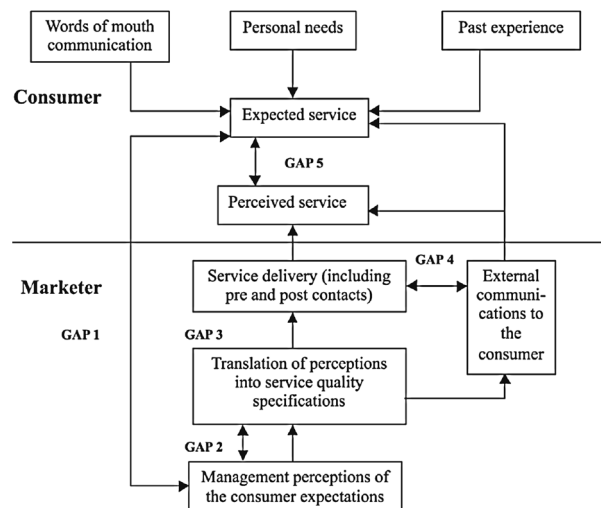 Words of mouth
communication
Personal needs
Past experience
Consumer
Expected service
GAP 5
Perceived service
Marketer
Service delivery (including
pre and post contacts)
GAP 4
External
communi-
cations to
the
consumer
GAP 1
GAP 3
Translation of perceptions
into service quality
specifications
GAP 2
Management perceptions of
the consumer expectations